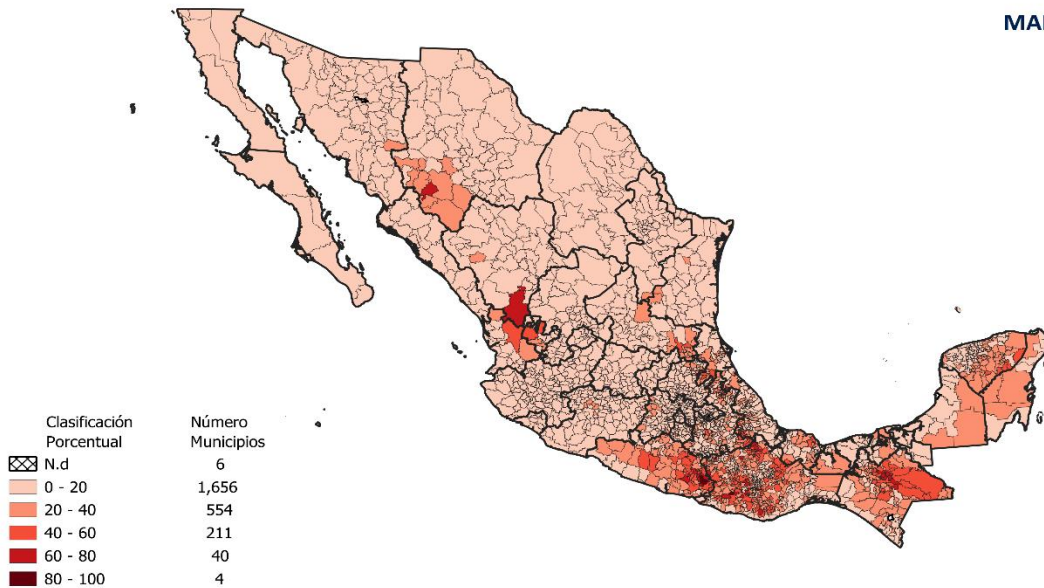 MA
Clasificación Número
Porcentual Municipios
N.d 6
0 - 20 1,656
20 - 40 554
40 - 60 211
60 - 80 40
80 - 100 4